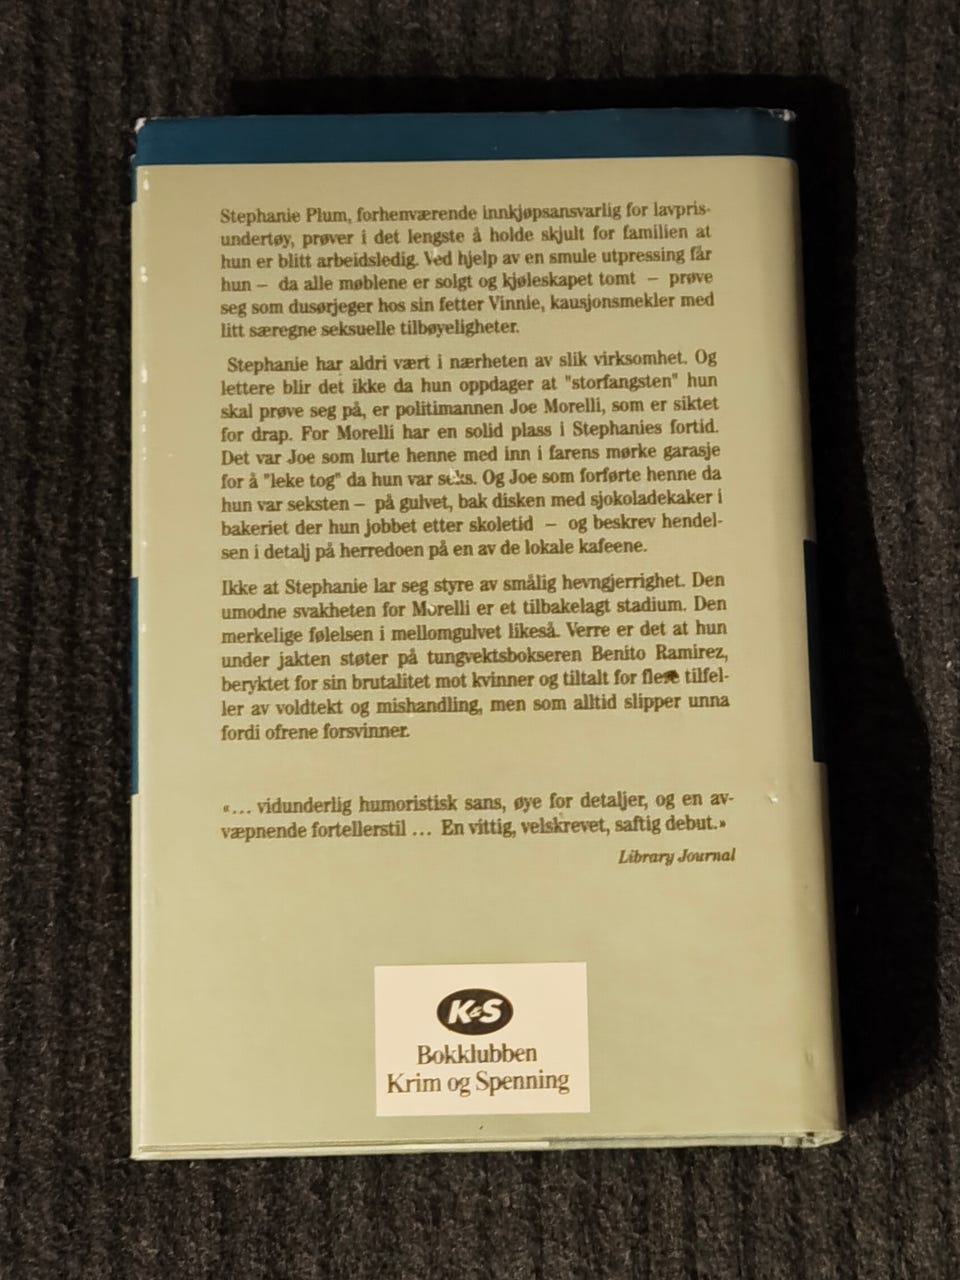 Stephanie Plum, forhenværende innkjøpsansvarlig for lavpris-
undertøy, prøver i det lengste å holde skjult for familien at
hun er blitt arbeidsledig. Ved hjelp av en smule utpressing får
hun – da alle møblene er solgt og kjøleskapet tomt – prøve
seg som dusørjeger hos sin fetter Vinnie, kausjonsmekler med
litt særegne seksuelle tilbøyeligheter.
Stephanie har aldri vært i nærheten av slik virksomhet. Og
lettere blir det ikke da hun oppdager at "storfangsten" hun
skal prøve seg på, er politimannen Joe Morelli, som er siktet
for drap. For Morelli har en solid plass i Stephanies fortid.
Det var Joe som lurte henne med inn i farens mørke garasje
for å "leke tog" da hun var seks. Og Joe som forførte henne da
hun var seksten – på gulvet, bak disken med sjokoladekaker i
bakeriet der hun jobbet etter skoletid – og beskrev hendel-
sen i detalj på herredoen på en av de lokale kafeene.
Ikke at Stephanie lar seg styre av smålig hevngjerrighet. Den
umodne svakheten for Morelli er et tilbakelagt stadium. Den
merkelige følelsen i mellomgulvet likeså. Verre er det at hun
under jakten støter på tungvektsbokseren Benito Ramirez,
beryktet for sin brutalitet mot kvinner og tiltalt for flere tilfel-
ler av voldtekt og mishandling, men som alltid slipper unna
fordi ofrene forsvinner.
«... vidunderlig humoristisk sans, øye for detaljer, og en av-
væpnende fortellerstil ... En vittig, velskrevet, saftig debut.»
Library Journal
K&S
Bokklubben
Krim og Spenning